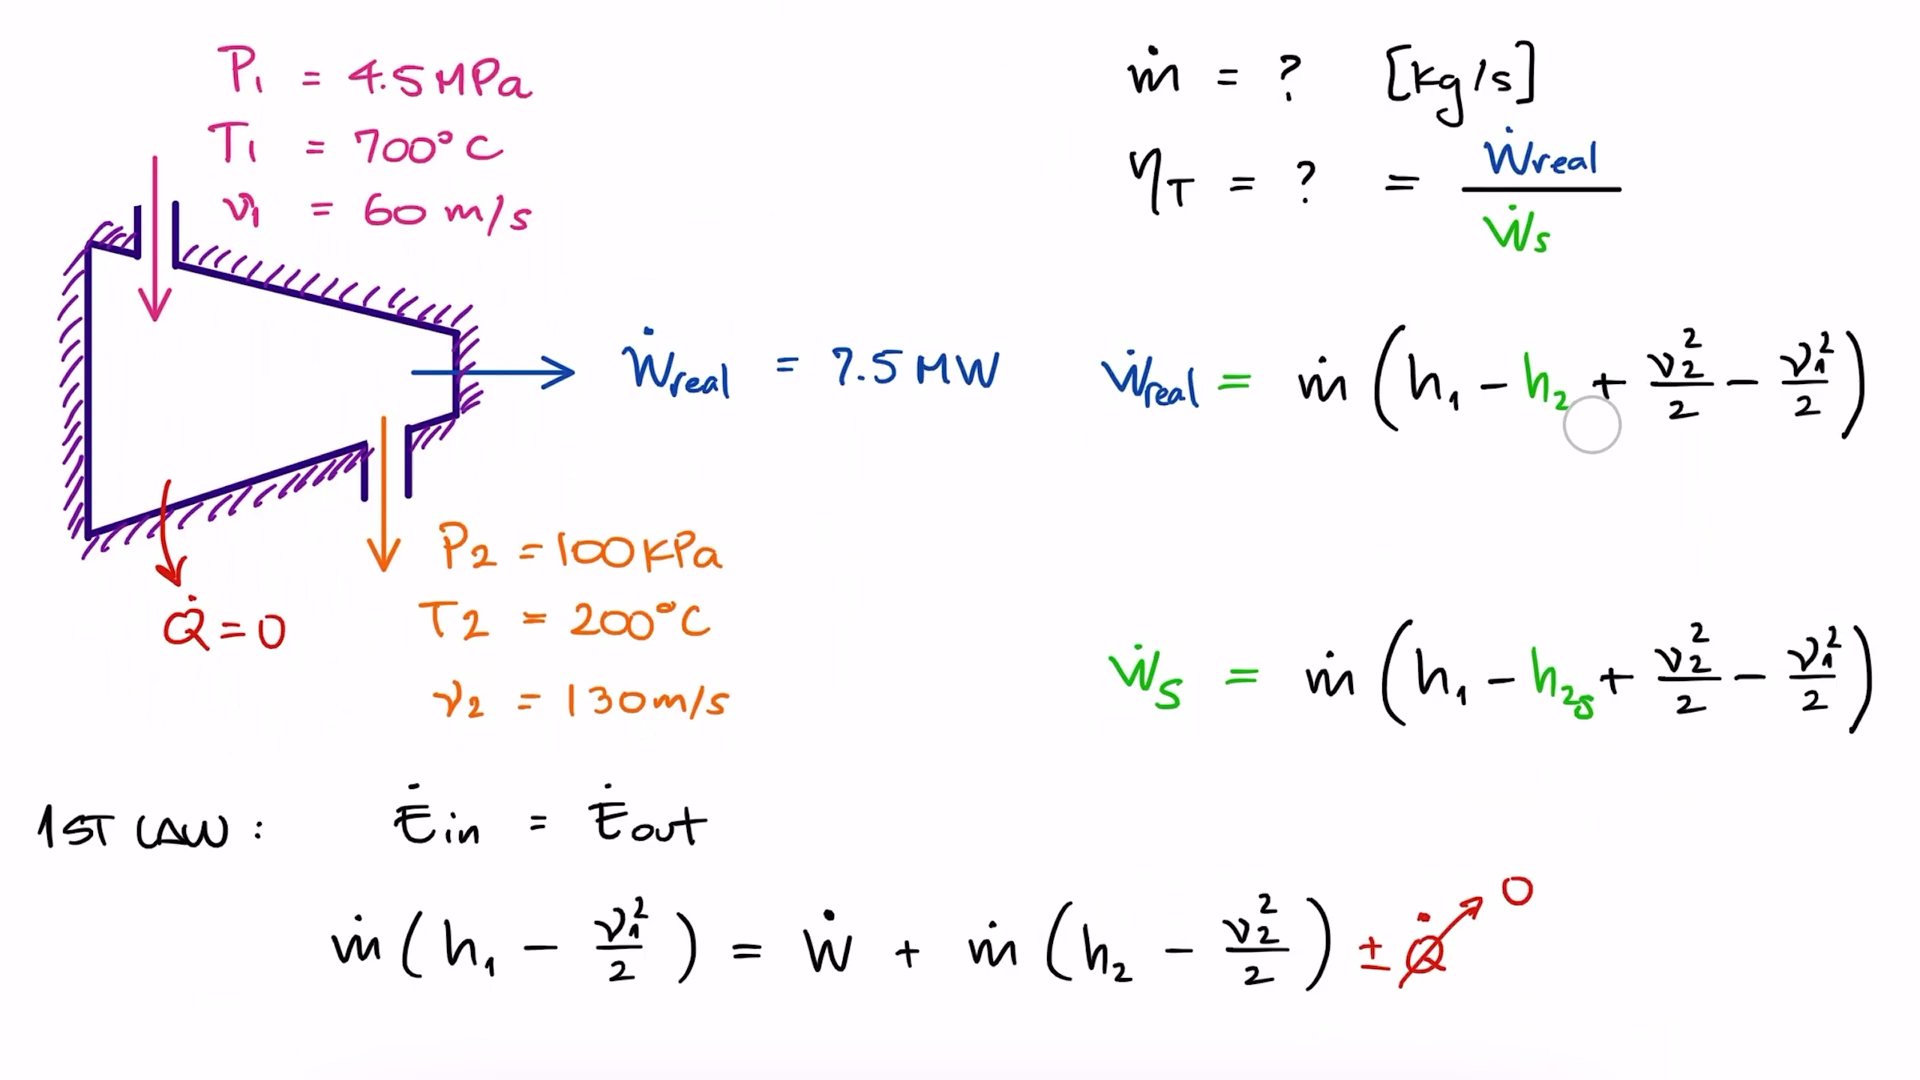 P₁ = 4.5 MPa
T₁ = 700°C
v₁ = 60 m/s
ṁ = ? [kg/s]
η_T = ? = Ẇreal / Ẇs
Ẇreal = 7.5 MW
Ẇreal = ṁ (h₁ − h₂ + v₂²/2 − v₁²/2)
P₂ = 100 kPa
T₂ = 200°C
v₂ = 130 m/s
Q̇ = 0
Ẇs = ṁ (h₁ − h₂s + v₂²/2 − v₁²/2)
1ST LAW : Ėin = Ėout
ṁ (h₁ − v₁²/2) = Ẇ + ṁ (h₂ − v₂²/2) ± Q̇ 0